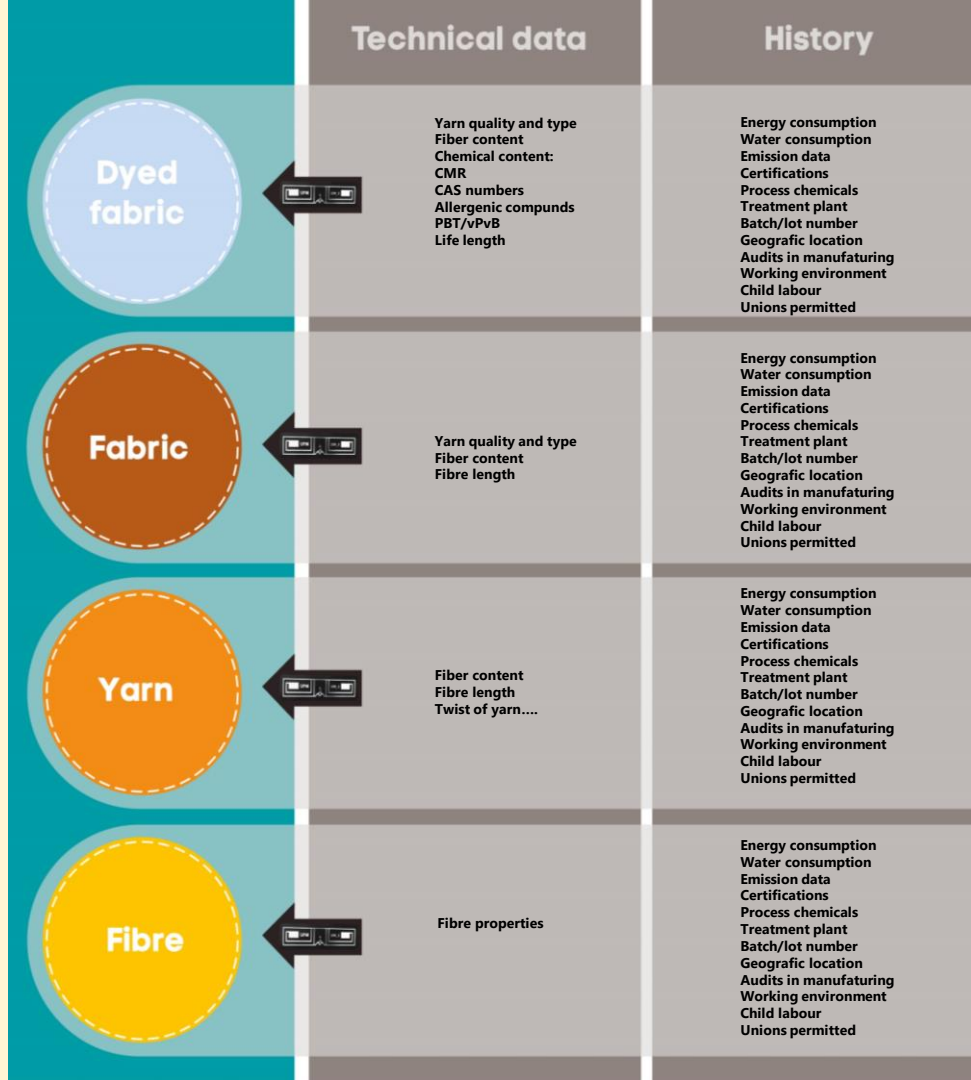 Technical data
History
Dyed
fabric
Yarn quality and type
Fiber content
Chemical content:
CMR
CAS numbers
Allergenic compunds
PBT/vPvB
Life length
Energy consumption
Water consumption
Emission data
Certifications
Process chemicals
Treatment plant
Batch/lot number
Geografic location
Audits in manufaturing
Working environment
Child labour
Unions permitted
Fabric
Yarn quality and type
Fiber content
Fibre length
Energy consumption
Water consumption
Emission data
Certifications
Process chemicals
Treatment plant
Batch/lot number
Geografic location
Audits in manufaturing
Working environment
Child labour
Unions permitted
Yarn
Fiber content
Fibre length
Twist of yarn....
Energy consumption
Water consumption
Emission data
Certifications
Process chemicals
Treatment plant
Batch/lot number
Geografic location
Audits in manufaturing
Working environment
Child labour
Unions permitted
Fibre
Fibre properties
Energy consumption
Water consumption
Emission data
Certifications
Process chemicals
Treatment plant
Batch/lot number
Geografic location
Audits in manufaturing
Working environment
Child labour
Unions permitted